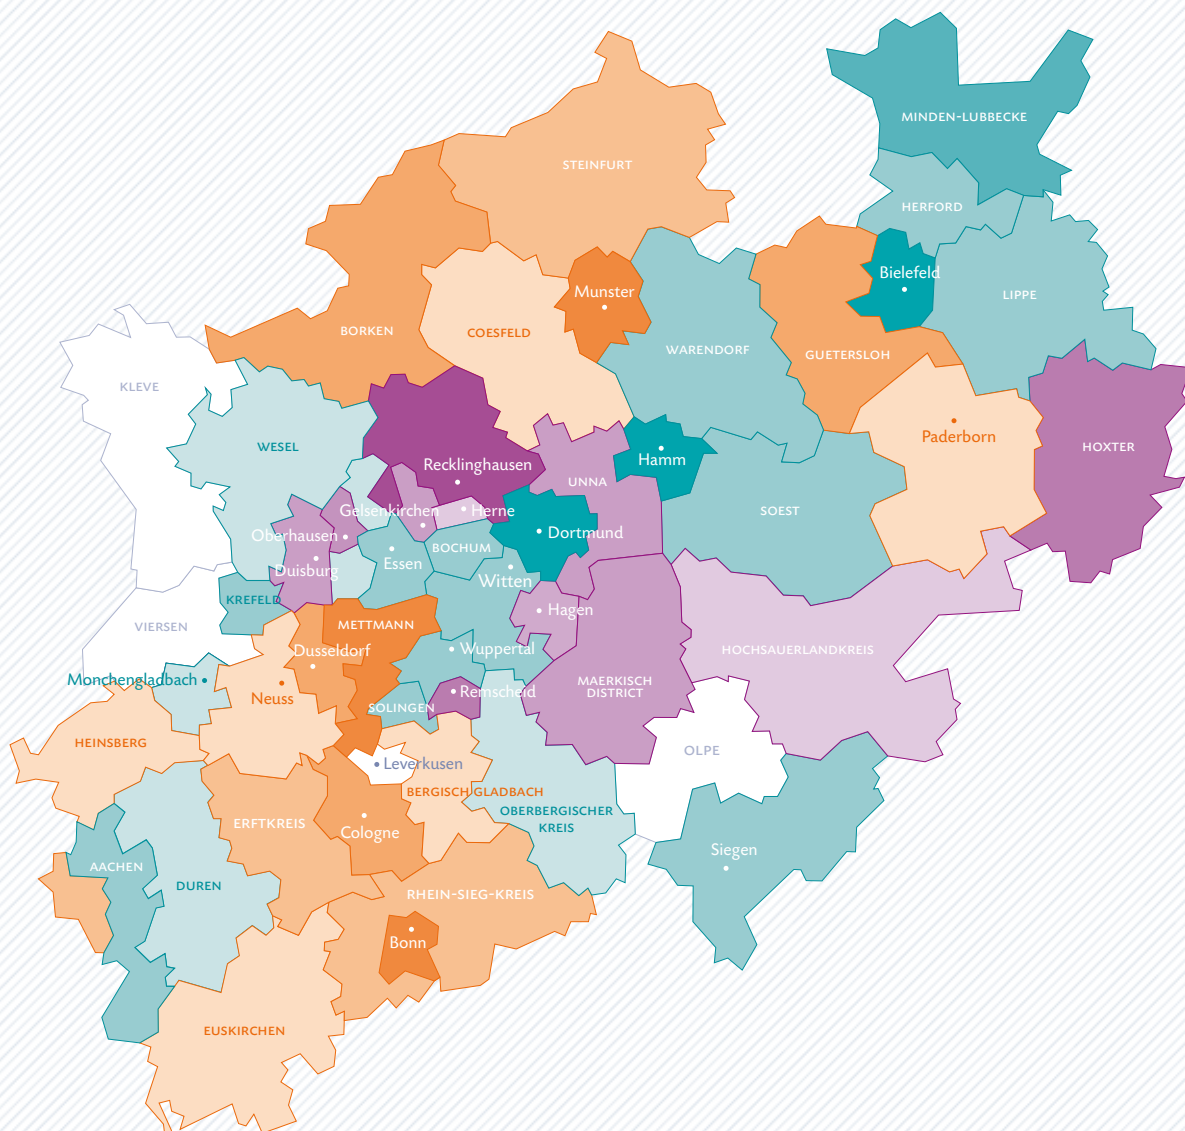 MINDEN-LUBBECKE
STEINFURT
HERFORD
Bielefeld
Munster
LIPPE
BORKEN
COESFELD
WARENDORF
GUETERSLOH
KLEVE
Paderborn
WESEL
HOXTER
Hamm
Recklinghausen
UNNA
Gelsenkirchen
Herne
SOEST
Oberhausen
Dortmund
BOCHUM
Essen
Duisburg
Witten
KREFELD
Hagen
VIERSEN
METTMANN
Dusseldorf
Wuppertal
HOCHSAUERLANDKREIS
Monchengladbach
MAERKISCH
DISTRICT
Neuss
Remscheid
SOLINGEN
HEINSBERG
OLPE
Leverkusen
BERGISCH GLADBACH
OBERBERGISCHER
KREIS
ERFTKREIS
Cologne
Siegen
AACHEN
DUREN
RHEIN-SIEG-KREIS
Bonn
EUSKIRCHEN